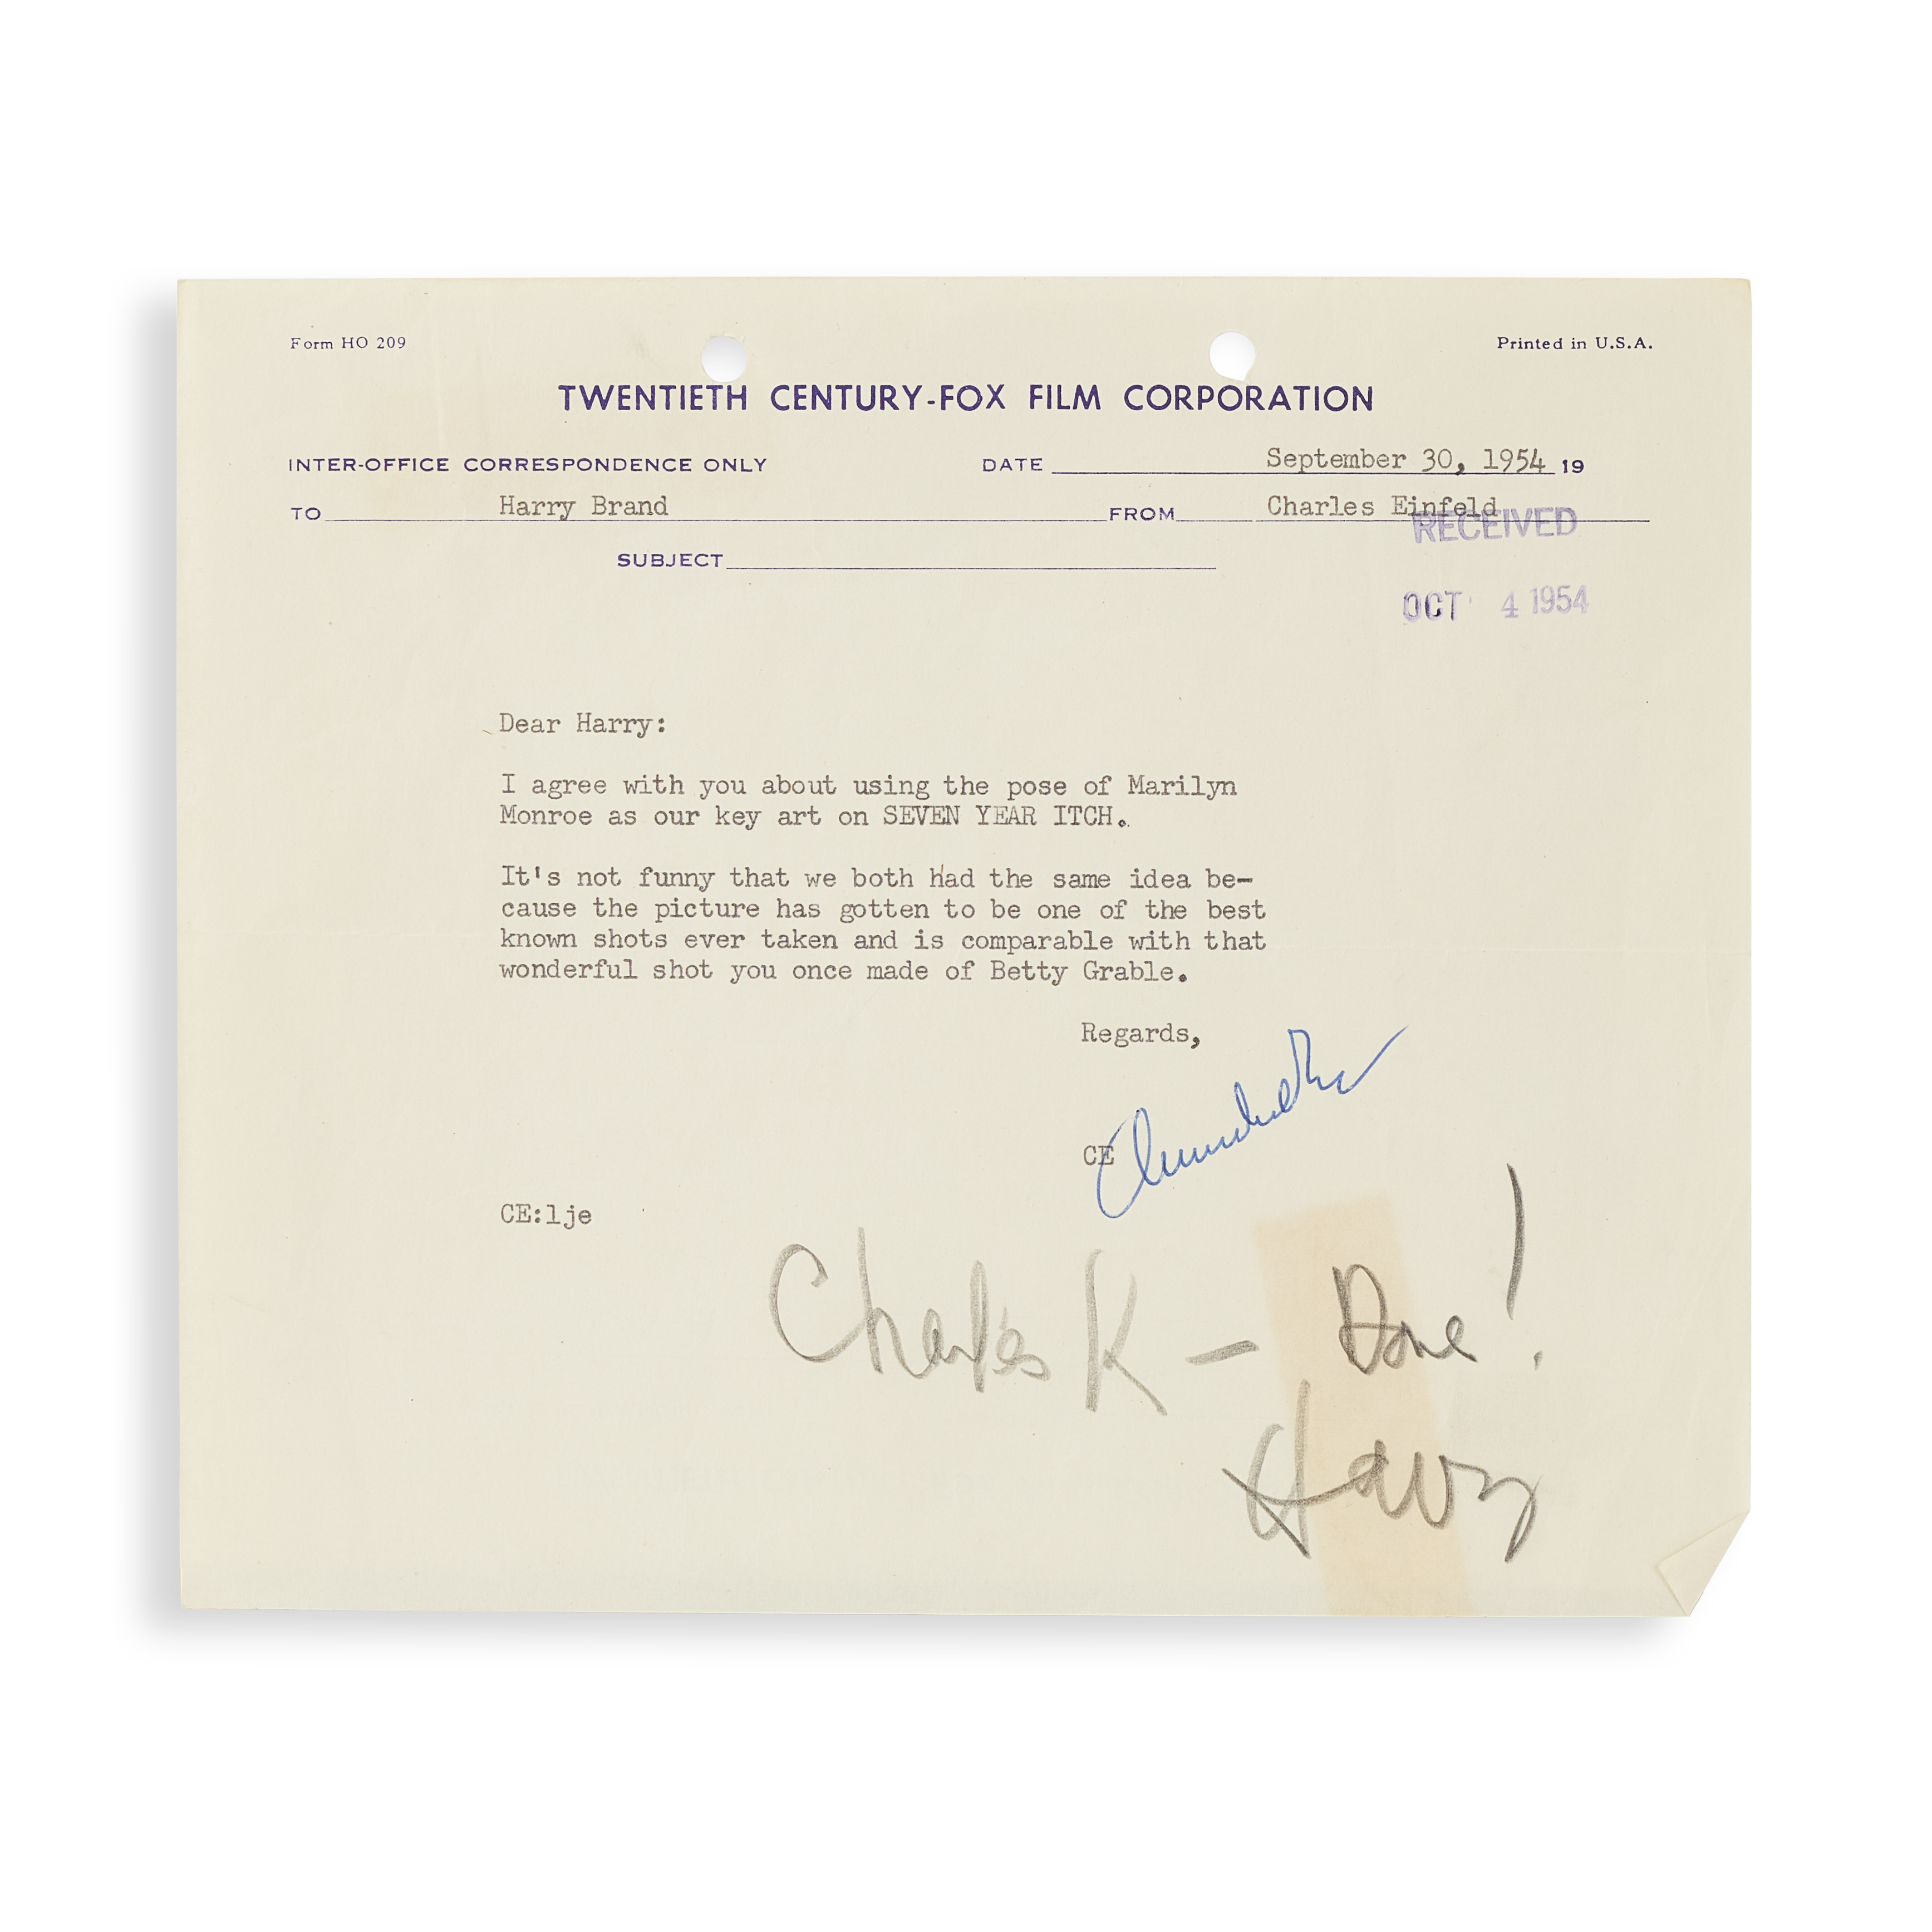 Form HO 209
Printed in U.S.A.
TWENTIETH CENTURY-FOX FILM CORPORATION
INTER-OFFICE CORRESPONDENCE ONLY DATE September 30, 1954 19
TO Harry Brand FROM Charles Einfeld
RECEIVED
SUBJECT
OCT 4 1954
Dear Harry:
I agree with you about using the pose of Marilyn
Monroe as our key art on SEVEN YEAR ITCH.
It's not funny that we both had the same idea be-
cause the picture has gotten to be one of the best
known shots ever taken and is comparable with that
wonderful shot you once made of Betty Grable.
Regards,
CE
CE:lje
Charles K — Done!
Harry